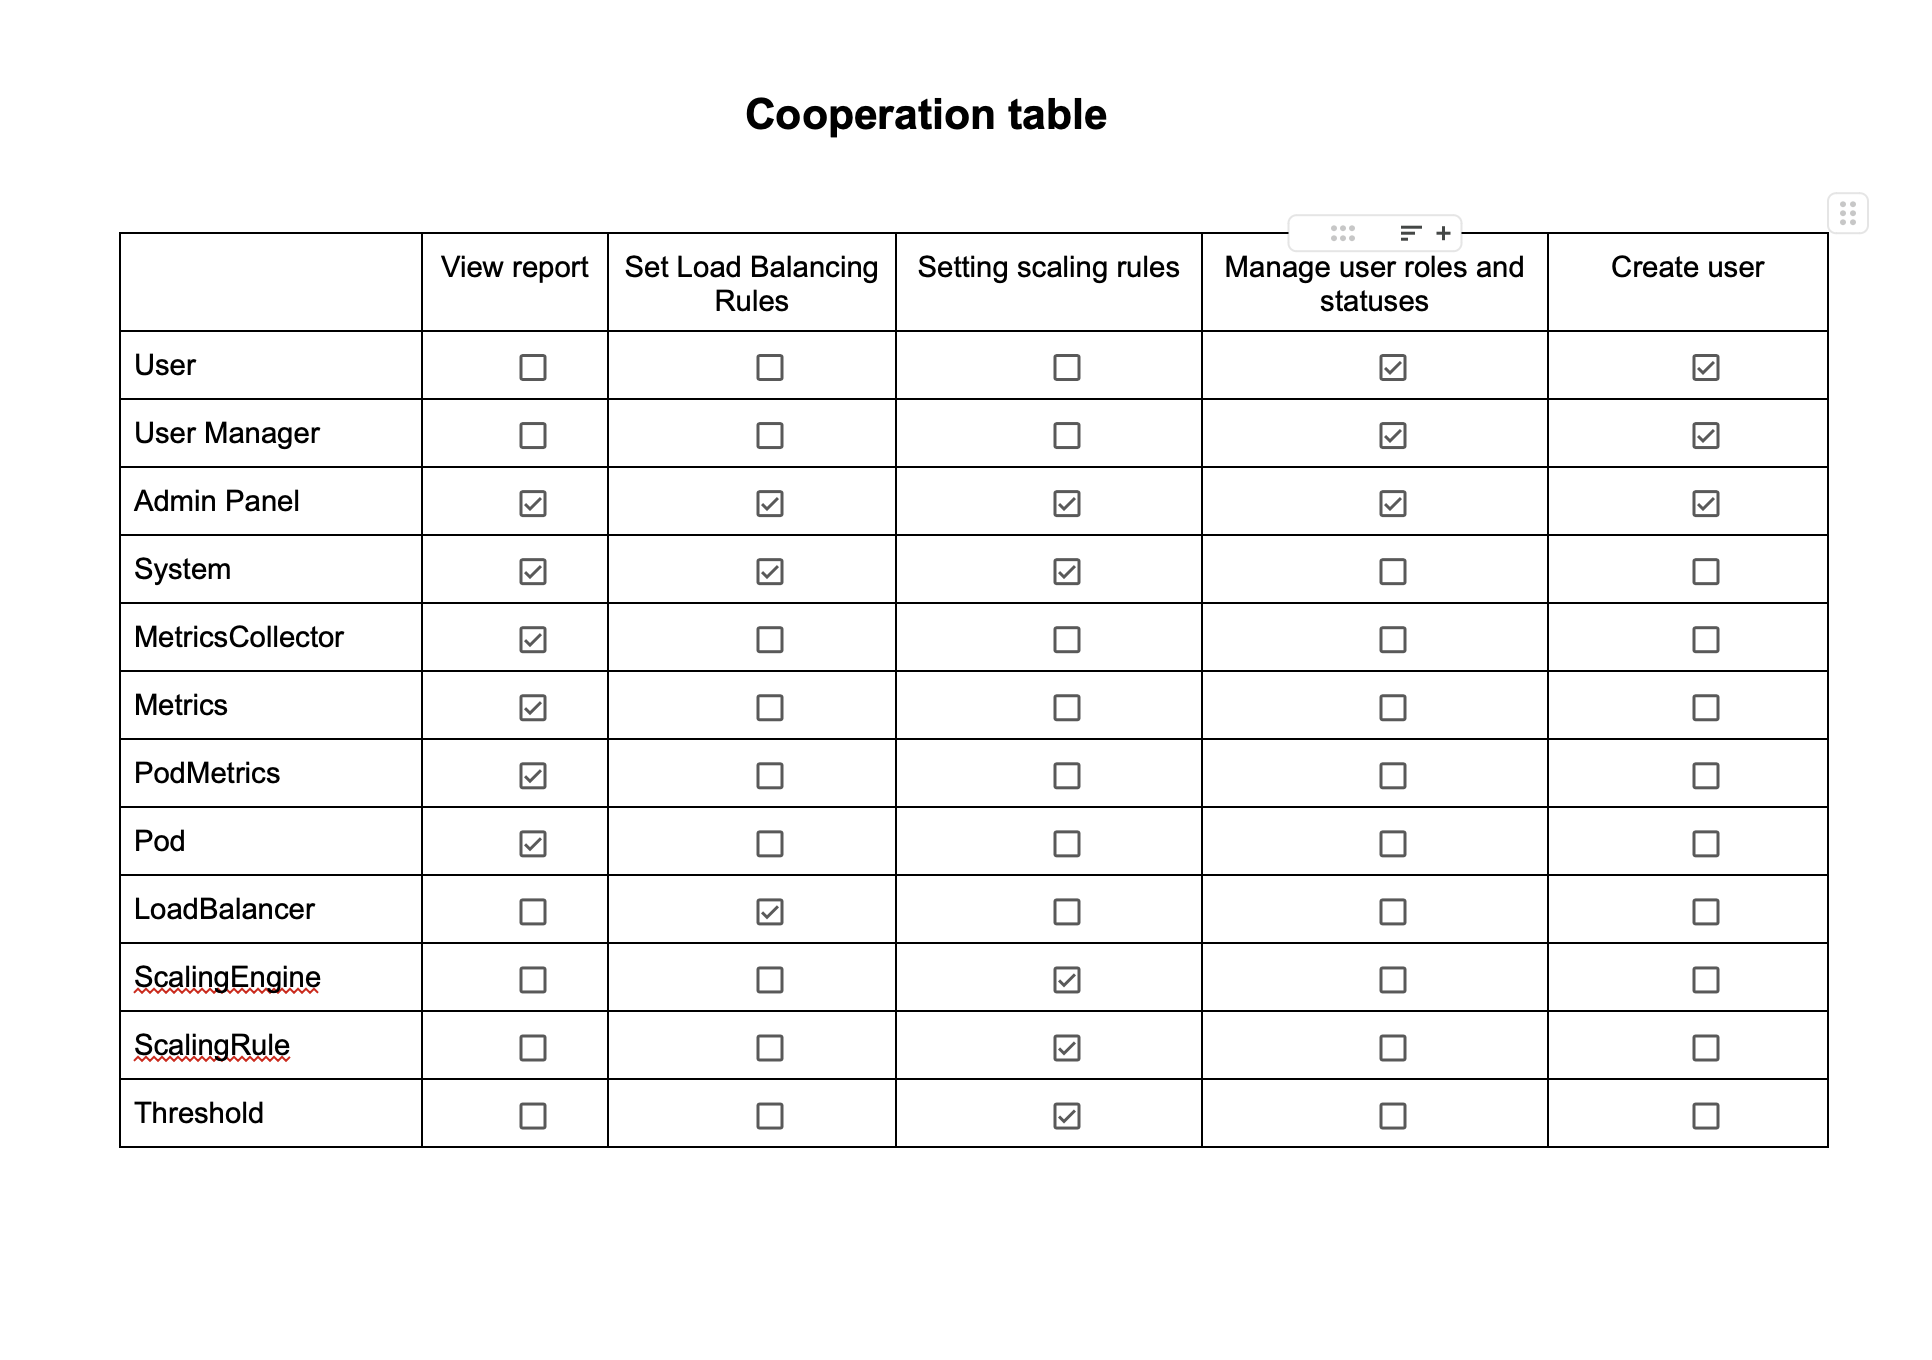 Cooperation table
View report
Set Load Balancing
Rules
Setting scaling rules
Manage user roles and
statuses
Create user
User
User Manager
Admin Panel
System
MetricsCollector
Metrics
PodMetrics
Pod
LoadBalancer
ScalingEngine
ScalingRule
Threshold